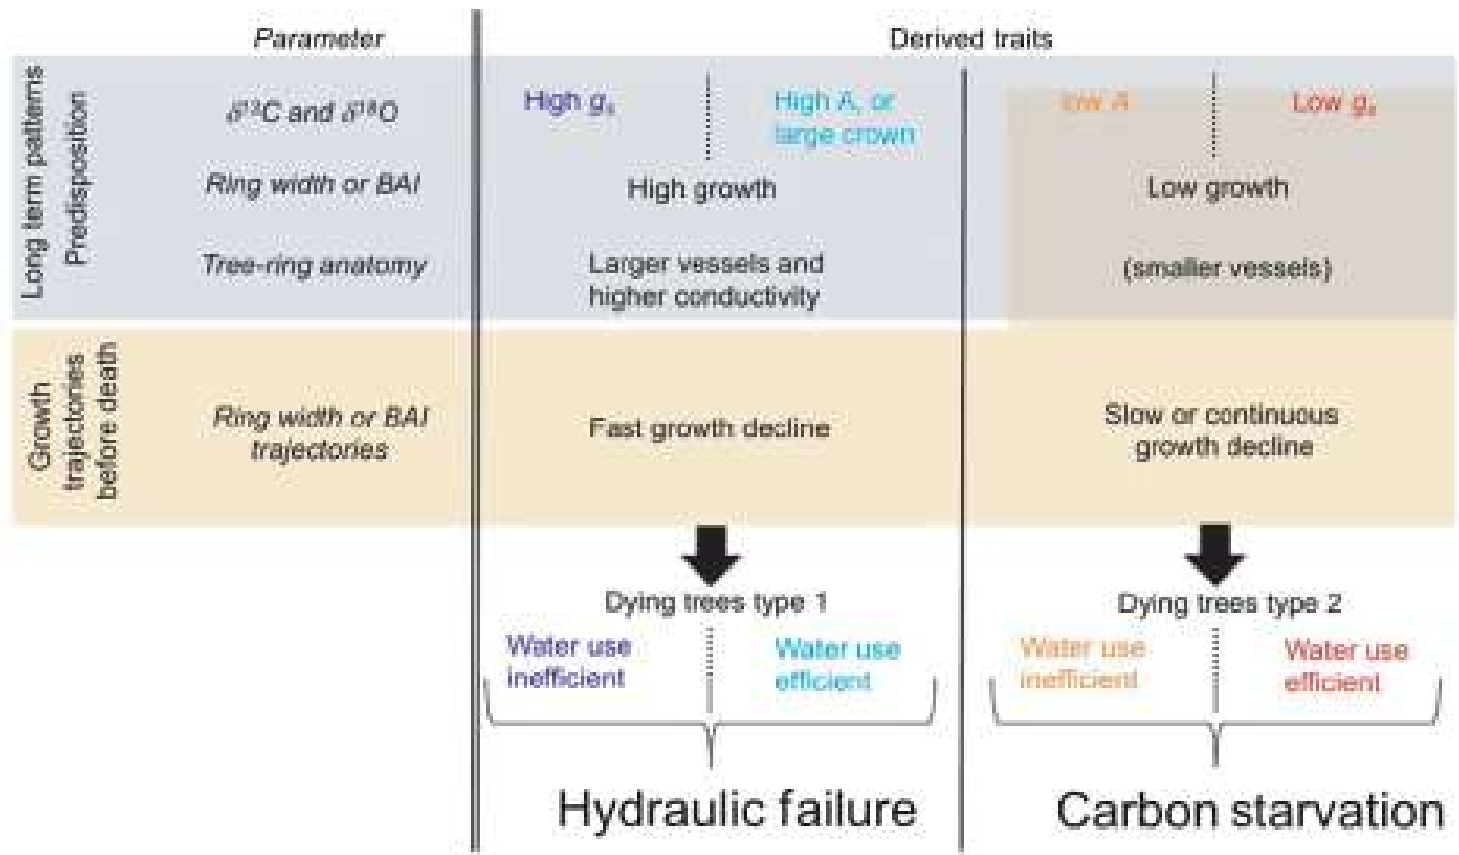 Parameter
Derived traits
Long term patterns
Predisposition
δ¹³C and δ¹⁸O
High gₛ
High A, or
large crown
low A
Low gₛ
Ring width or BAI
High growth
Low growth
Tree-ring anatomy
Larger vessels and
higher conductivity
(smaller vessels)
Growth
trajectories
before death
Ring width or BAI
trajectories
Fast growth decline
Slow or continuous
growth decline
Dying trees type 1
Dying trees type 2
Water use
inefficient
Water use
efficient
Water use
inefficient
Water use
efficient
Hydraulic failure
Carbon starvation